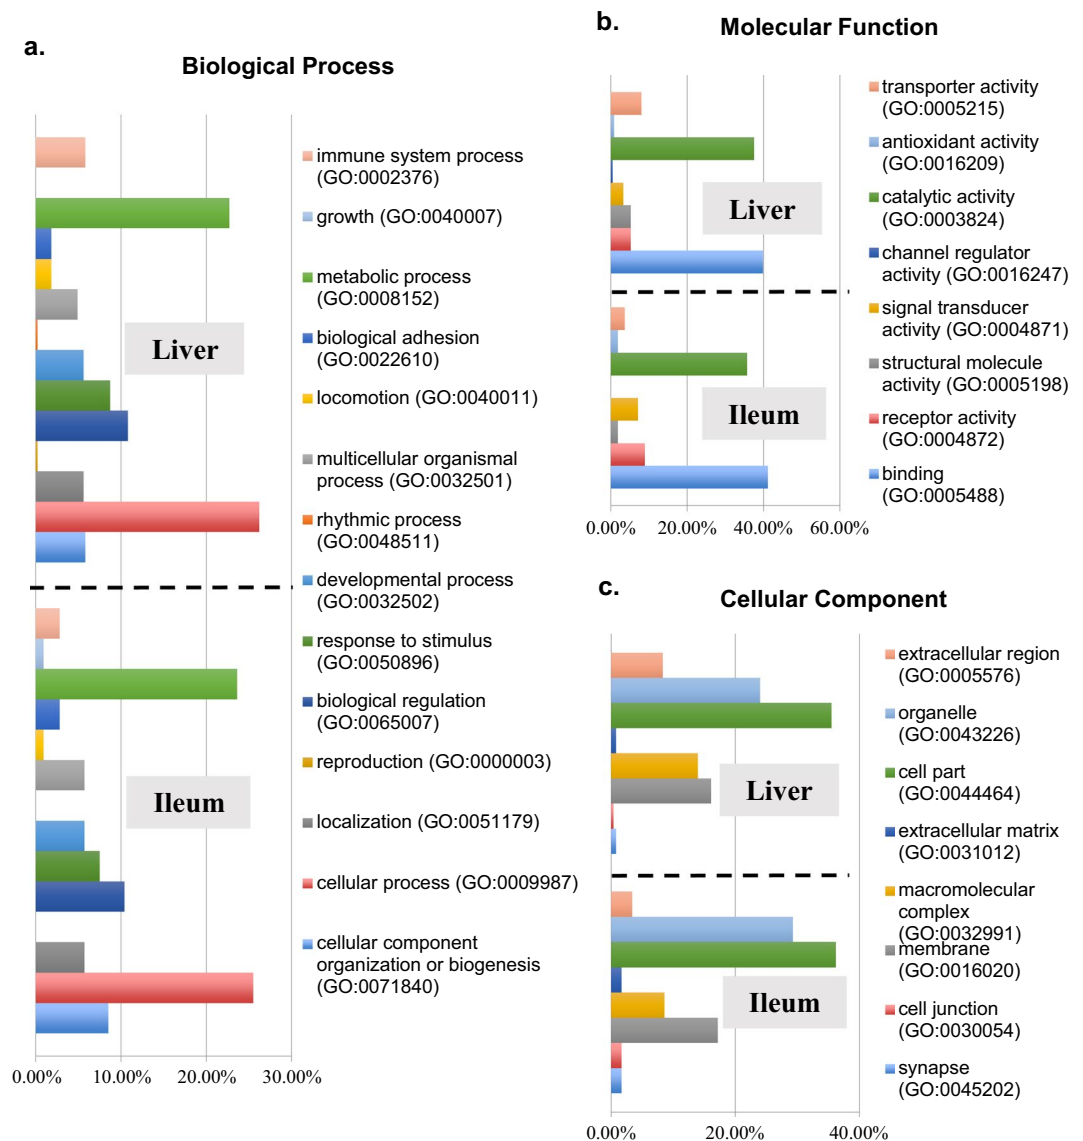 a.
Biological Process
immune system process
(GO:0002376)
growth (GO:0040007)
metabolic process
(GO:0008152)
biological adhesion
(GO:0022610)
locomotion (GO:0040011)
multicellular organismal
process (GO:0032501)
rhythmic process
(GO:0048511)
developmental process
(GO:0032502)
response to stimulus
(GO:0050896)
biological regulation
(GO:0065007)
reproduction (GO:0000003)
localization (GO:0051179)
cellular process (GO:0009987)
cellular component
organization or biogenesis
(GO:0071840)
Liver
Ileum
0.00% 10.00% 20.00% 30.00%
b.
Molecular Function
transporter activity
(GO:0005215)
antioxidant activity
(GO:0016209)
catalytic activity
(GO:0003824)
channel regulator
activity (GO:0016247)
signal transducer
activity (GO:0004871)
structural molecule
activity (GO:0005198)
receptor activity
(GO:0004872)
binding
(GO:0005488)
Liver
Ileum
0.00% 20.00% 40.00% 60.00%
c.
Cellular Component
extracellular region
(GO:0005576)
organelle
(GO:0043226)
cell part
(GO:0044464)
extracellular matrix
(GO:0031012)
macromolecular
complex
(GO:0032991)
membrane
(GO:0016020)
cell junction
(GO:0030054)
synapse
(GO:0045202)
Liver
Ileum
0.00% 20.00% 40.00%